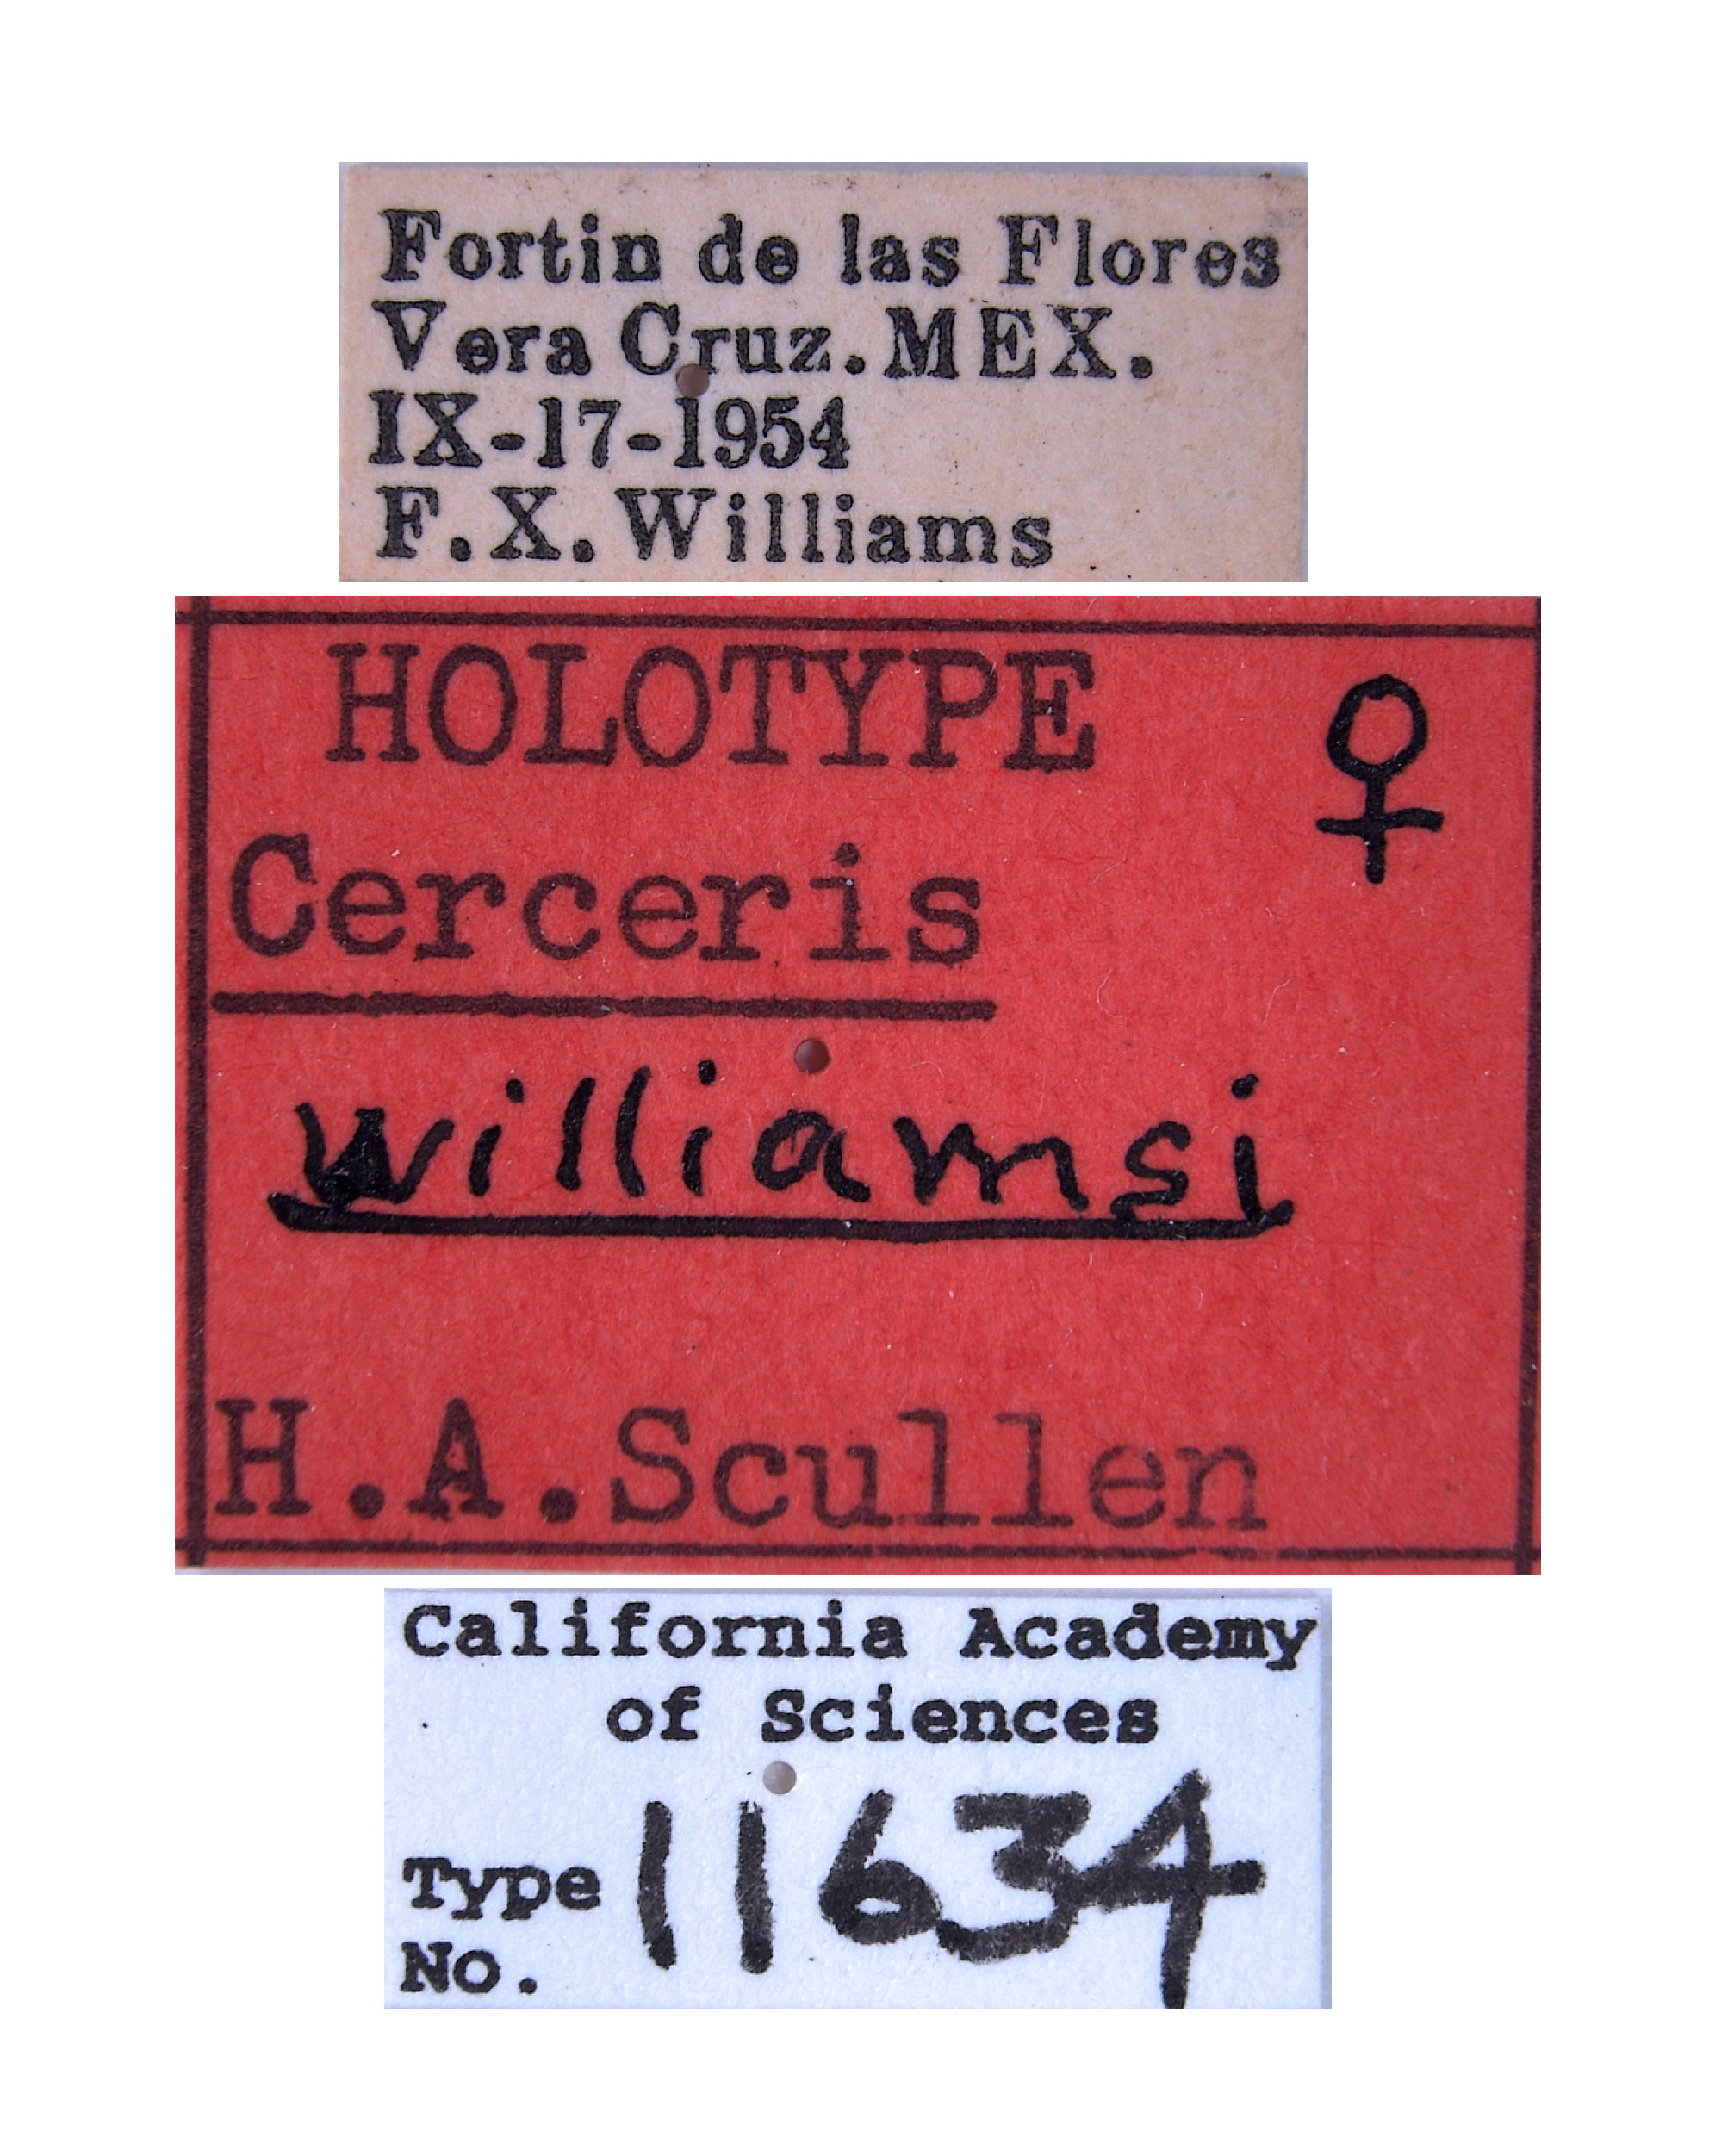 Fortin de las Flores
Vera Cruz. MEX.
IX-17-1954
F. X. Williams
HOLOTYPE ♀
Cerceris
williamsi
H.A.Scullen
California Academy
of Sciences
Type 11634
No.